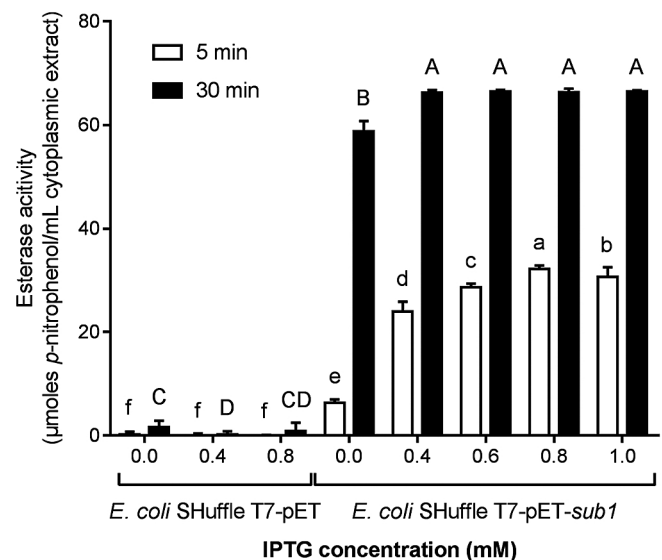 Esterase acitivity
(µmoles p-nitrophenol/mL cytoplasmic extract)
80
60
40
20
0
5 min
30 min
f C f D f CD e B d A c A a A b A
0.0 0.4 0.8 0.0 0.4 0.6 0.8 1.0
E. coli SHuffle T7-pET E. coli SHuffle T7-pET-sub1
IPTG concentration (mM)